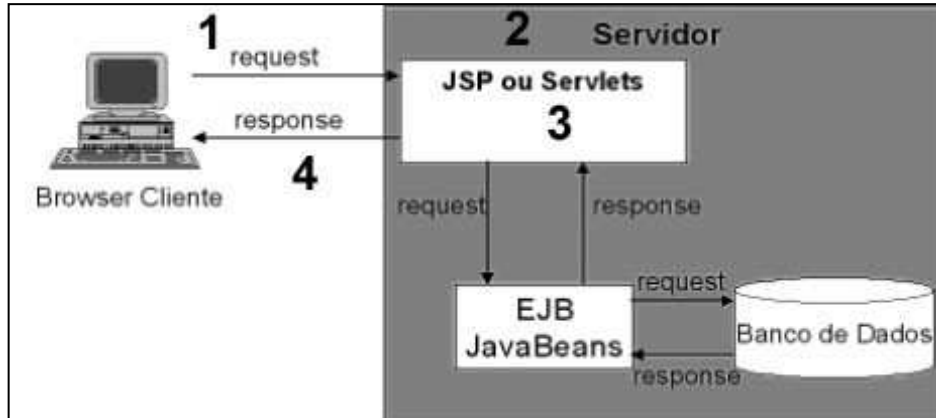 1
request
2
Servidor
JSP ou Servlets
3
response
4
Browser Cliente
request
response
EJB
JavaBeans
request
Banco de Dados
response